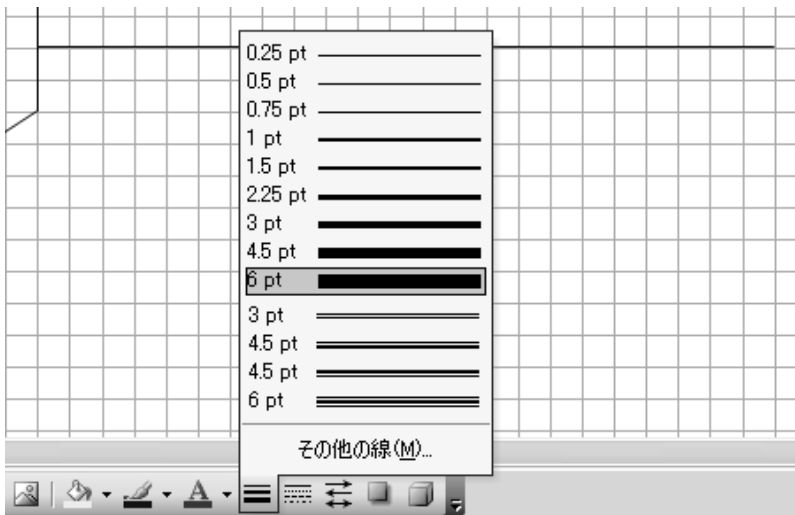 0.25 pt
0.5 pt
0.75 pt
1 pt
1.5 pt
2.25 pt
3 pt
4.5 pt
6 pt
3 pt
4.5 pt
4.5 pt
6 pt
その他の線(M)...
A